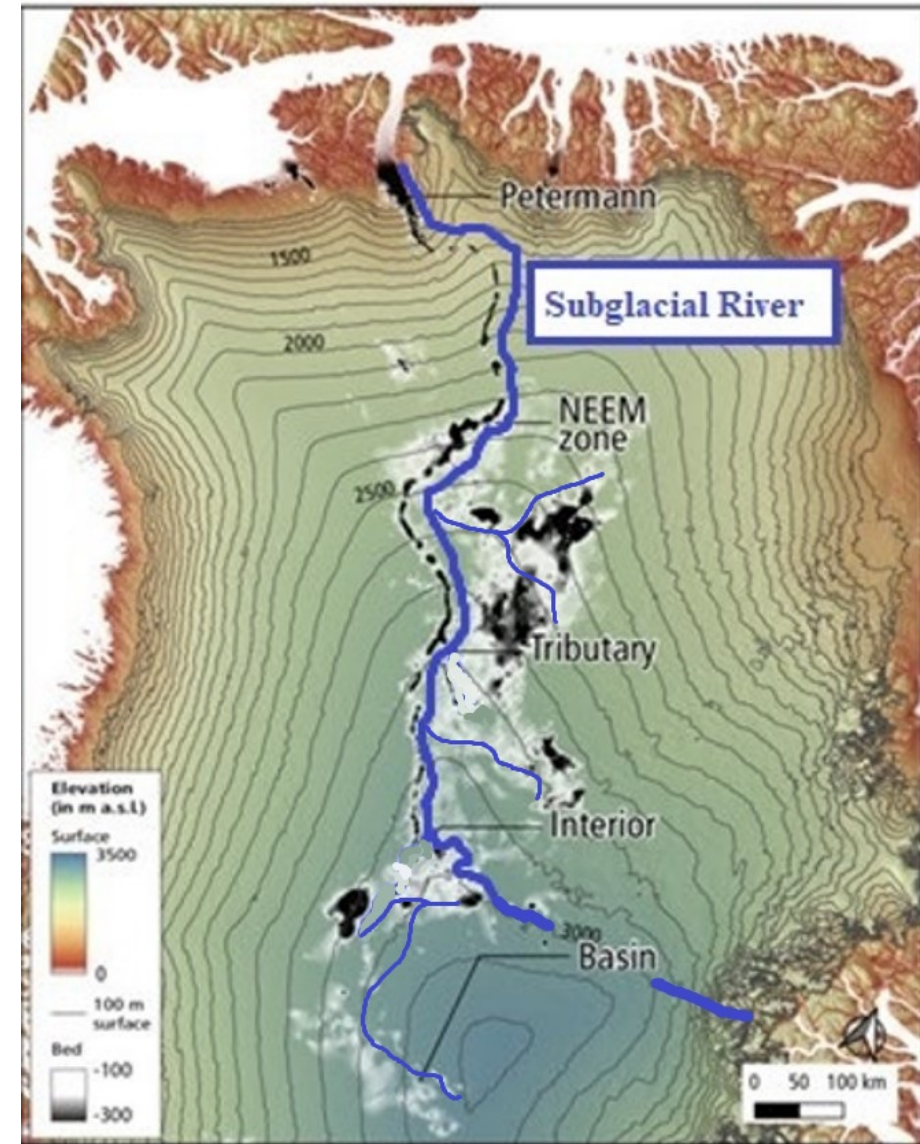 Petermann
1500
Subglacial River
2000
NEEM
zone
2500
Tributary
Elevation
(in m a.s.l.)
Surface
3500
0
100 m
surface
Bed
-100
-300
Interior
3000
Basin
0 50 100 km